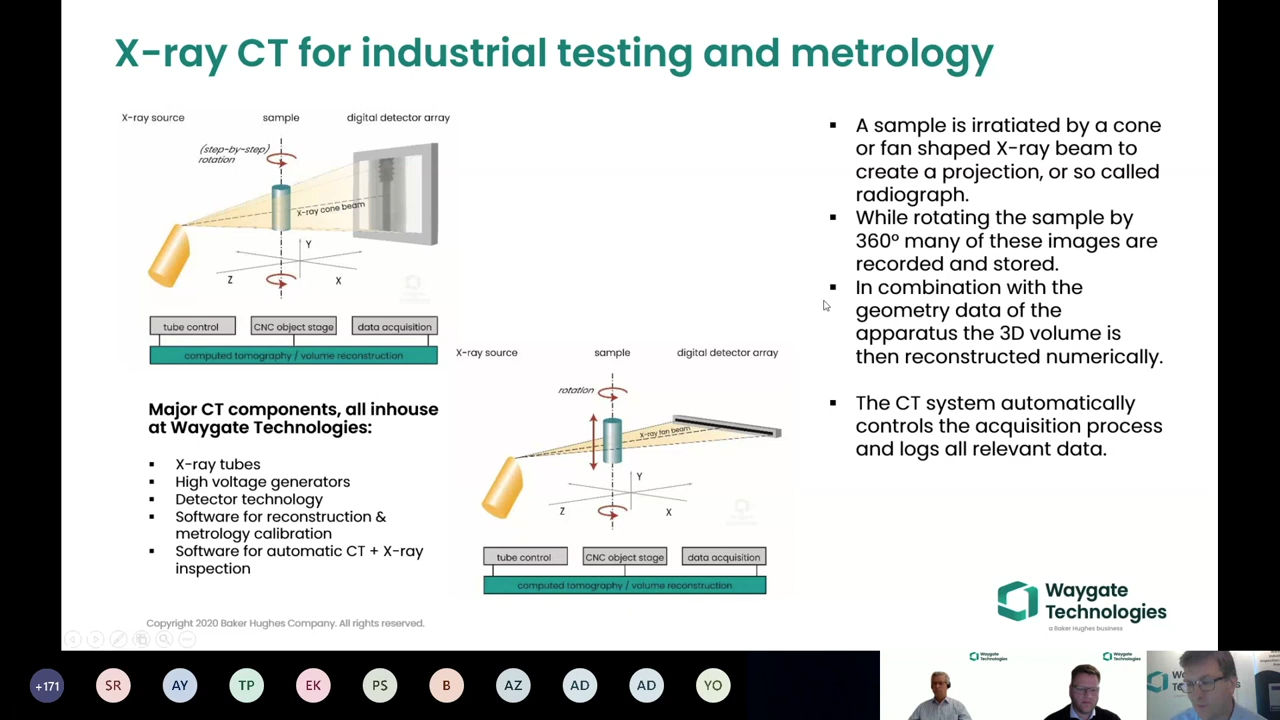 X-ray CT for industrial testing and metrology
X-ray source sample digital detector array
(step-by-step)
rotation
X-ray cone beam
Y
Z X
tube control CNC object stage data acquisition
computed tomography / volume reconstruction
Major CT components, all inhouse
at Waygate Technologies:
▪ X-ray tubes
▪ High voltage generators
▪ Detector technology
▪ Software for reconstruction &
metrology calibration
▪ Software for automatic CT + X-ray
inspection
X-ray source sample digital detector array
rotation
X-ray fan beam
Y
Z X
tube control CNC object stage data acquisition
computed tomography / volume reconstruction
▪ A sample is irratiated by a cone
or fan shaped X-ray beam to
create a projection, or so called
radiograph.
▪ While rotating the sample by
360° many of these images are
recorded and stored.
▪ In combination with the
geometry data of the
apparatus the 3D volume is
then reconstructed numerically.
▪ The CT system automatically
controls the acquisition process
and logs all relevant data.
Waygate
Technologies
a Baker Hughes business
Copyright 2020 Baker Hughes Company. All rights reserved.
+171 SR AY TP EK PS B AZ AD AD YO
Waygate
Technologies
Waygate
Technologies